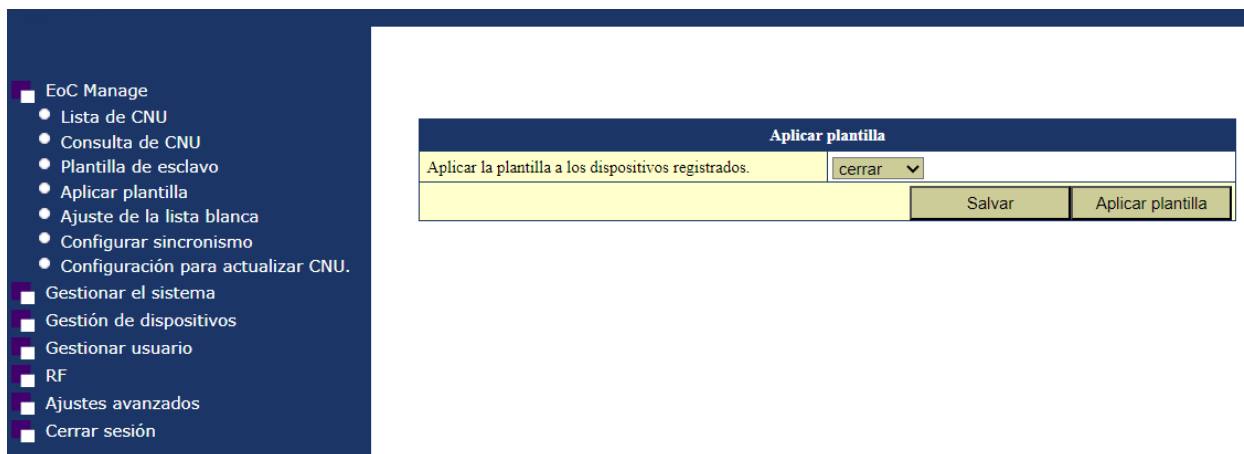 EoC Manage
Lista de CNU
Consulta de CNU
Plantilla de esclavo
Aplicar plantilla
Ajuste de la lista blanca
Configurar sincronismo
Configuración para actualizar CNU.
Gestionar el sistema
Gestión de dispositivos
Gestionar usuario
RF
Ajustes avanzados
Cerrar sesión
Aplicar plantilla
Aplicar la plantilla a los dispositivos registrados. cerrar
Salvar Aplicar plantilla